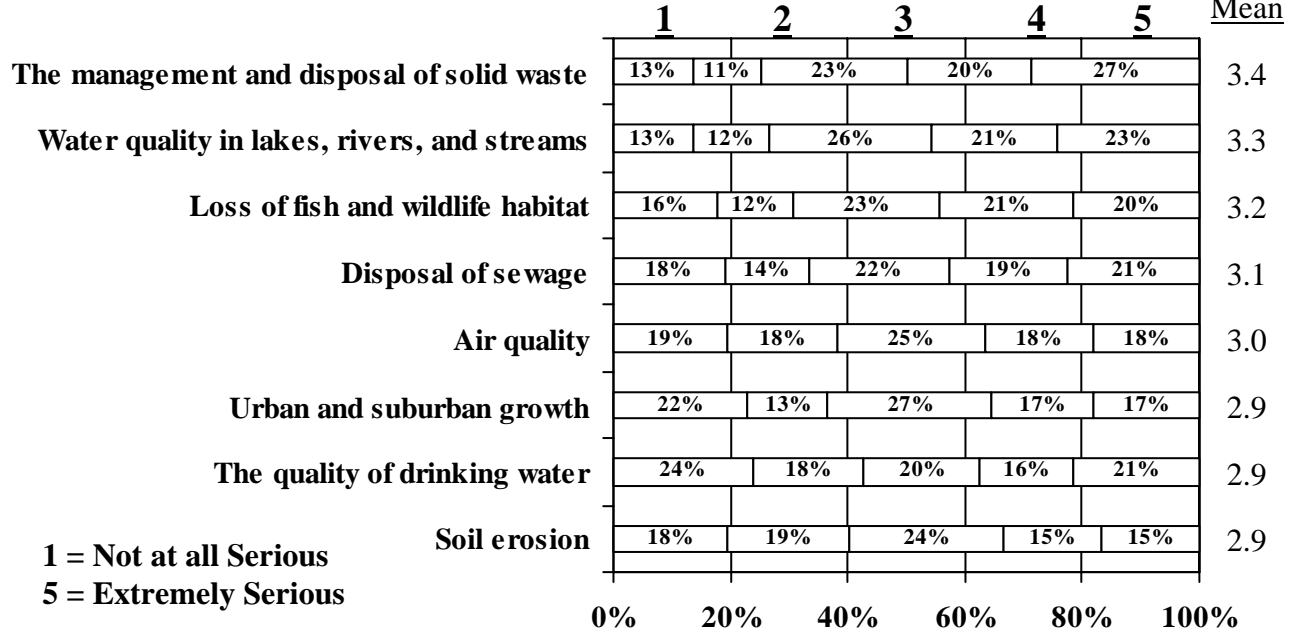 1 2 3 4 5 Mean
The management and disposal of solid waste 13% 11% 23% 20% 27% 3.4
Water quality in lakes, rivers, and streams 13% 12% 26% 21% 23% 3.3
Loss of fish and wildlife habitat 16% 12% 23% 21% 20% 3.2
Disposal of sewage 18% 14% 22% 19% 21% 3.1
Air quality 19% 18% 25% 18% 18% 3.0
Urban and suburban growth 22% 13% 27% 17% 17% 2.9
The quality of drinking water 24% 18% 20% 16% 21% 2.9
Soil erosion 18% 19% 24% 15% 15% 2.9
1 = Not at all Serious
5 = Extremely Serious
0% 20% 40% 60% 80% 100%